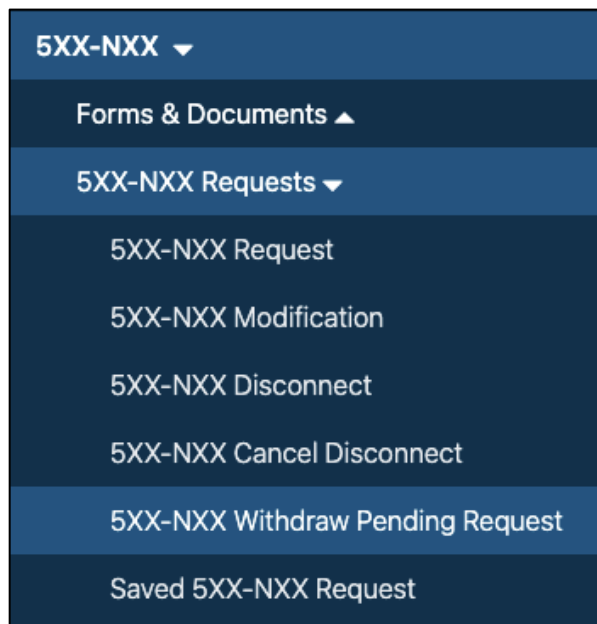 5XX-NXX
Forms & Documents
5XX-NXX Requests
5XX-NXX Request
5XX-NXX Modification
5XX-NXX Disconnect
5XX-NXX Cancel Disconnect
5XX-NXX Withdraw Pending Request
Saved 5XX-NXX Request